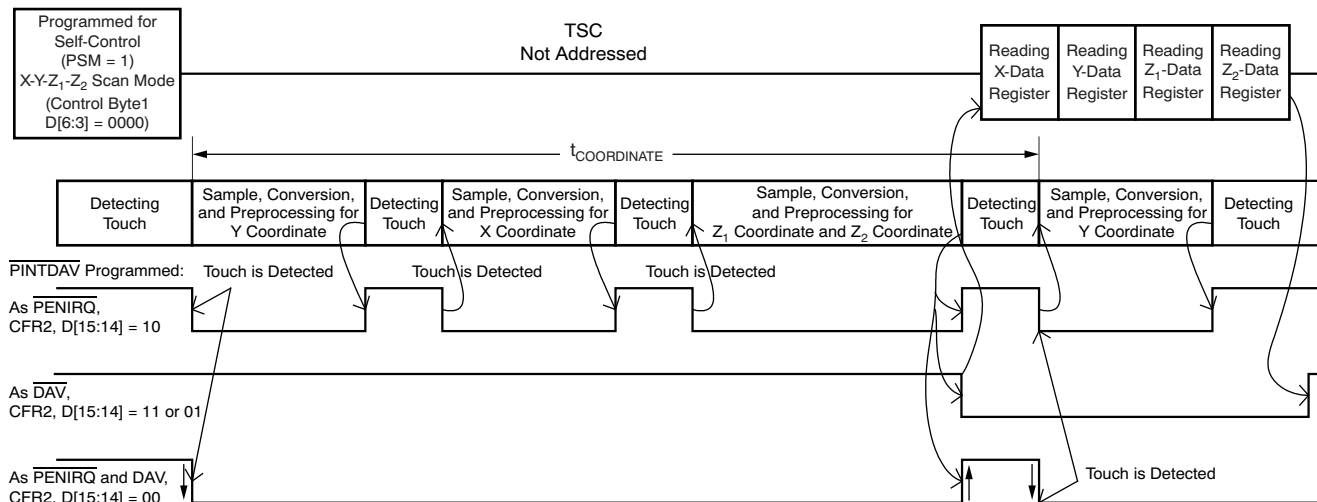 Programmed for
Self-Control
(PSM = 1)
X-Y-Z1-Z2 Scan Mode
(Control Byte1
D[6:3] = 0000)
TSC
Not Addressed
Reading
X-Data
Register
Reading
Y-Data
Register
Reading
Z1-Data
Register
Reading
Z2-Data
Register
tCOORDINATE
Detecting
Touch
Sample, Conversion,
and Preprocessing for
Y Coordinate
Detecting
Touch
Sample, Conversion,
and Preprocessing for
X Coordinate
Detecting
Touch
Sample, Conversion,
and Preprocessing for
Z1 Coordinate and Z2 Coordinate
Detecting
Touch
Sample, Conversion,
and Preprocessing for
Y Coordinate
Detecting
Touch
PINTDAV Programmed:
Touch is Detected
Touch is Detected
Touch is Detected
As PENIRQ,
CFR2, D[15:14] = 10
As DAV,
CFR2, D[15:14] = 11 or 01
As PENIRQ and DAV,
CFR2, D[15:14] = 00
Touch is Detected